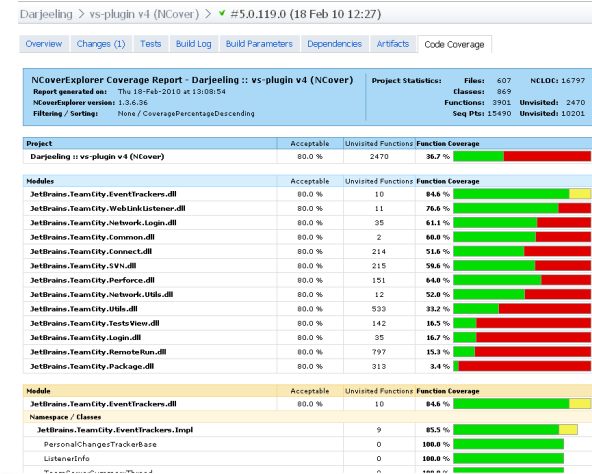 Darjeeling > vs-plugin v4 (NCover) > #5.0.119.0 (18 Feb 10 12:27)
Overview Changes (1) Tests Build Log Build Parameters Dependencies Artifacts Code Coverage
NCoverExplorer Coverage Report - Darjeeling :: vs-plugin v4 (NCover) Project Statistics: Files: 607 NCLOC: 16797
Report generated on: Thu 18-Feb-2010 at 13:08:54 Classes: 869
NCoverExplorer version: 1.3.6.36 Functions: 3901 Unvisited: 2470
Filtering / Sorting: None / CoveragePercentageDescending Seq Pts: 15490 Unvisited: 10201
Project Acceptable Unvisited Functions Function Coverage
Darjeeling :: vs-plugin v4 (NCover) 80.0 % 2470 36.7 %
Modules Acceptable Unvisited Functions Function Coverage
JetBrains.TeamCity.EventTrackers.dll 80.0 % 10 84.6 %
JetBrains.TeamCity.WebLinkListener.dll 80.0 % 11 76.6 %
JetBrains.TeamCity.Network.Login.dll 80.0 % 35 61.1 %
JetBrains.TeamCity.Common.dll 80.0 % 2 60.0 %
JetBrains.TeamCity.Connect.dll 80.0 % 214 51.6 %
JetBrains.TeamCity.SVN.dll 80.0 % 215 59.6 %
JetBrains.TeamCity.Perforce.dll 80.0 % 151 64.0 %
JetBrains.TeamCity.Network.Utils.dll 80.0 % 12 52.0 %
JetBrains.TeamCity.Utils.dll 80.0 % 533 33.2 %
JetBrains.TeamCity.TestsView.dll 80.0 % 142 16.5 %
JetBrains.TeamCity.Login.dll 80.0 % 35 16.7 %
JetBrains.TeamCity.RemoteRun.dll 80.0 % 797 15.3 %
JetBrains.TeamCity.Package.dll 80.0 % 313 3.4 %
Module Acceptable Unvisited Functions Function Coverage
JetBrains.TeamCity.EventTrackers.dll 80.0 % 10 84.6 %
Namespace / Classes
JetBrains.TeamCity.EventTrackers.Impl 9 85.5 %
PersonalChangesTrackerBase 0 100.0 %
ListenerInfo 0 100.0 %